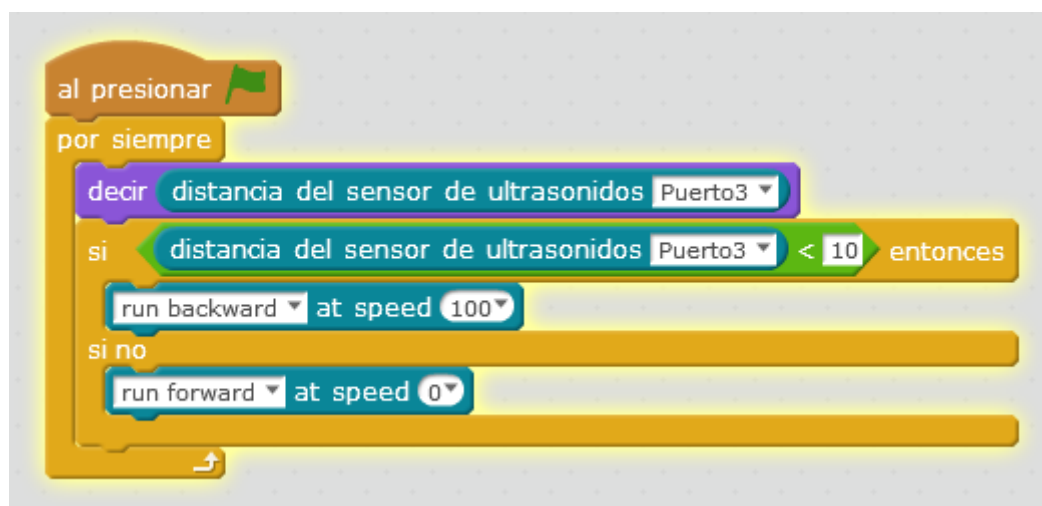 al presionar
por siempre
decir distancia del sensor de ultrasonidos Puerto3
si distancia del sensor de ultrasonidos Puerto3 < 10 entonces
run backward at speed 100
si no
run forward at speed 0